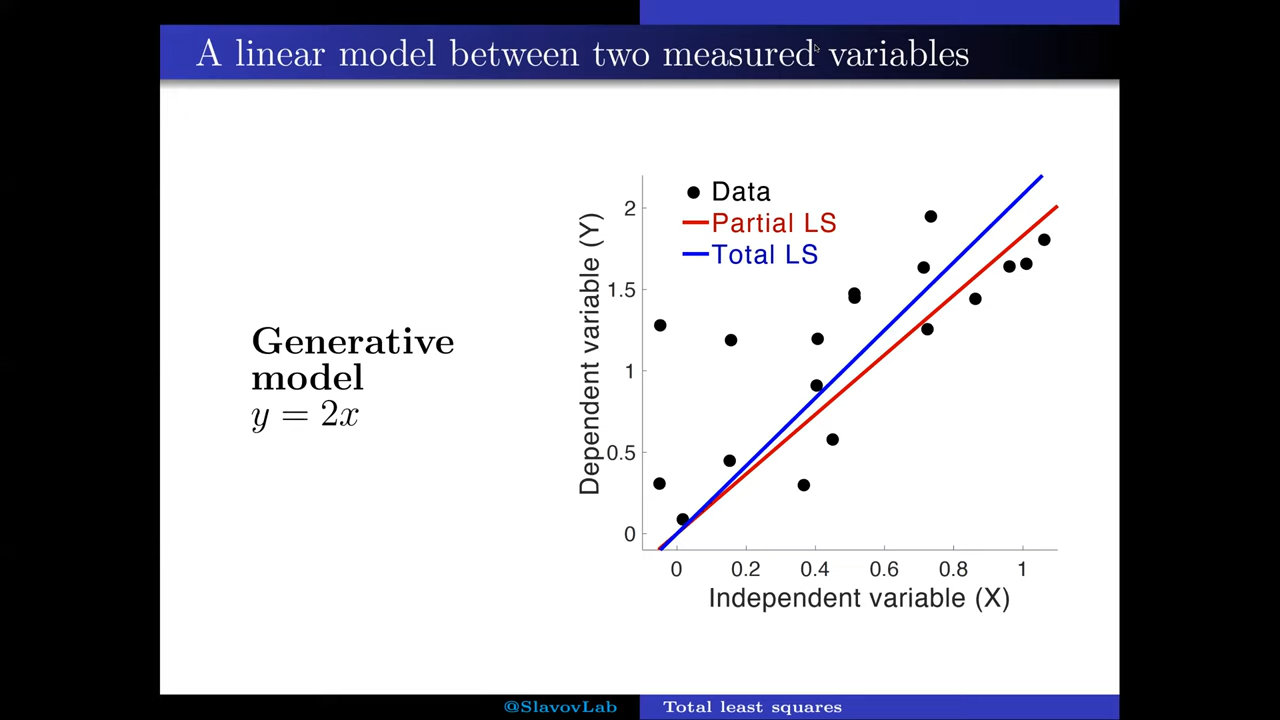 A linear model between two measured variables
Generative
model
y = 2x
Data
Partial LS
Total LS
Dependent variable (Y)
2
1.5
1
0.5
0
0 0.2 0.4 0.6 0.8 1
Independent variable (X)
@SlavovLab
Total least squares